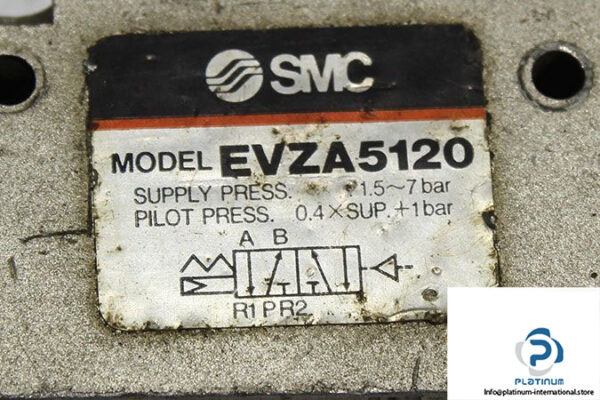 SMC
MODEL EVZA5120
SUPPLY PRESS. 1.5~7 bar
PILOT PRESS. 0.4×SUP.+1bar
A B
R1 P R2
PLATINUM
Info@platinum-international.store